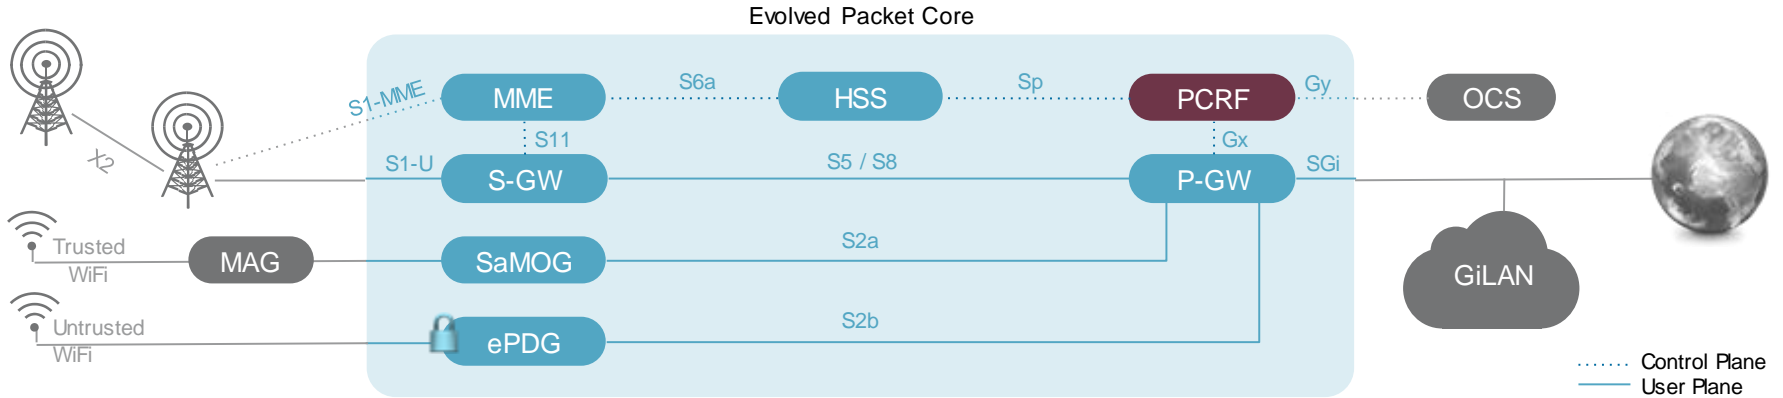 Evolved Packet Core
S1-MME
MME
S6a
HSS
Sp
PCRF
Gy
OCS
X2
S11
Gx
S1-U
S-GW
S5 / S8
P-GW
SGi
Trusted
WiFi
MAG
SaMOG
S2a
GiLAN
Untrusted
WiFi
ePDG
S2b
Control Plane
User Plane